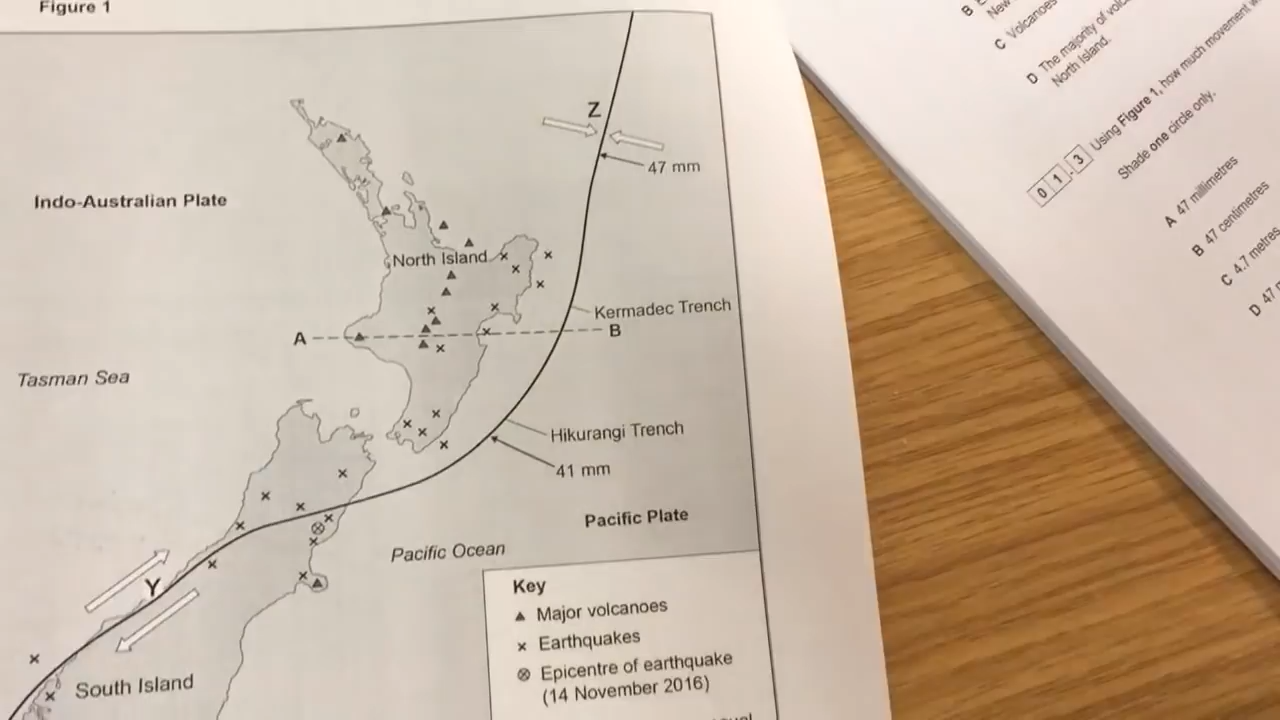 Figure 1
Z
47 mm
Indo-Australian Plate
North Island
Kermadec Trench
A
B
Tasman Sea
Hikurangi Trench
41 mm
Pacific Plate
Pacific Ocean
Y
South Island
Key
Major volcanoes
Earthquakes
Epicentre of earthquake
(14 November 2016)
B
New
C Volcanoes
D The majority of
North Island.
0 1 . 3 Using Figure 1, how much movement
Shade one circle only.
A 47 millimetres
B 47 centimetres
C 4.7 metres
D 47